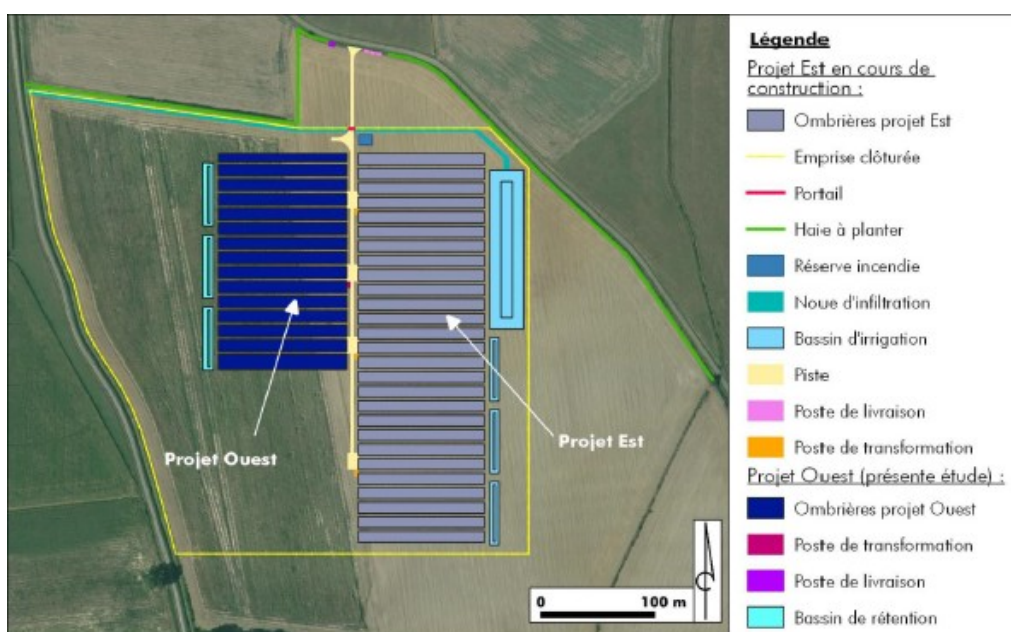 Projet Ouest
Projet Est
0 100 m
Légende
Projet Est en cours de
construction :
Ombrières projet Est
Emprise clôturée
Portail
Haie à planter
Réserve incendie
Noue d'infiltration
Bassin d'irrigation
Piste
Poste de livraison
Poste de transformation
Projet Ouest (présente étude) :
Ombrières projet Ouest
Poste de transformation
Poste de livraison
Bassin de rétention